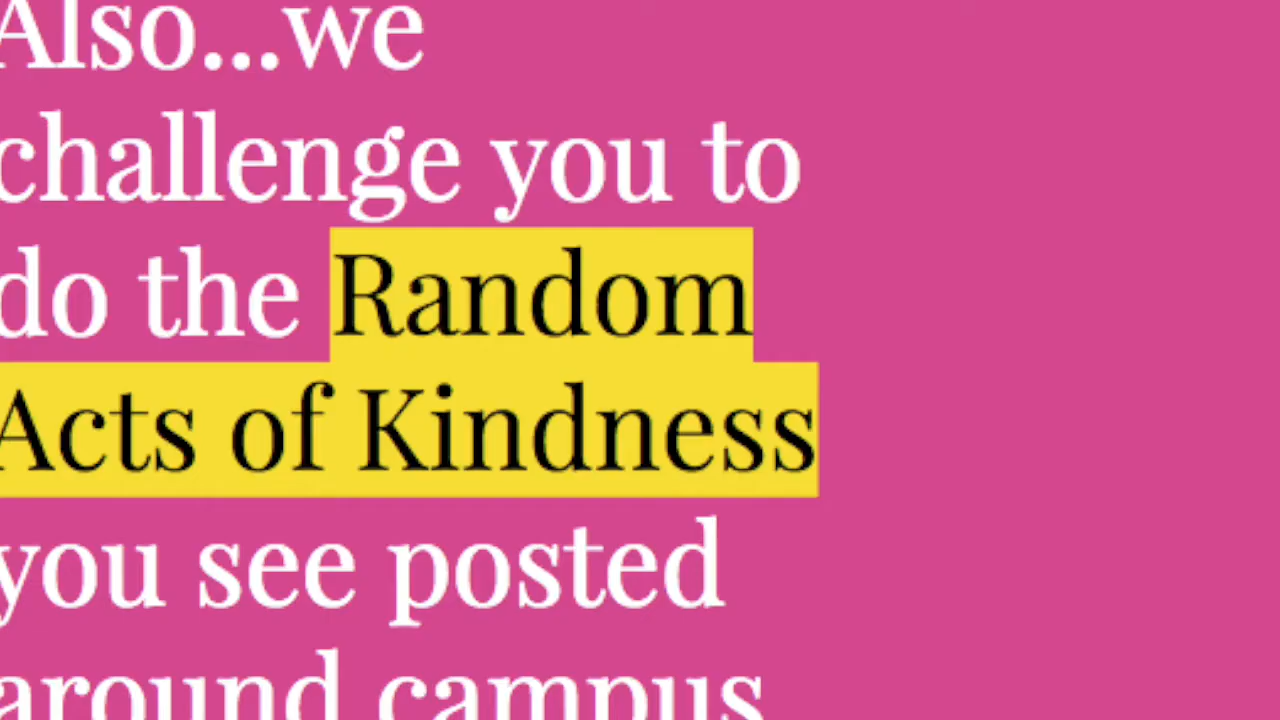 Also...we
challenge you to
do the Random
Acts of Kindness
you see posted
around campus